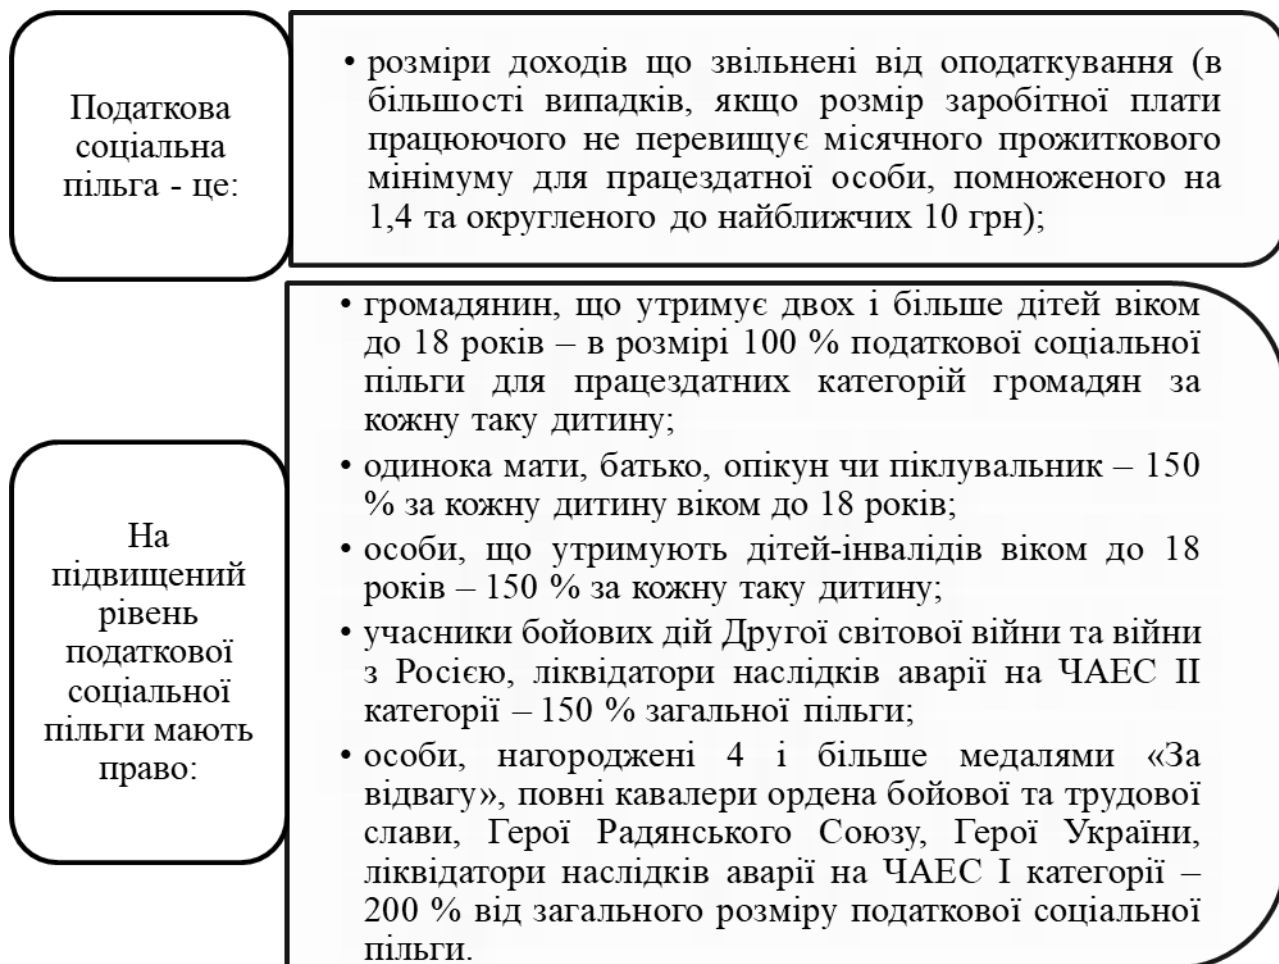 Податкова
соціальна
пільга - це:
• розміри доходів що звільнені від оподаткування (в
більшості випадків, якщо розмір заробітної плати
працюючого не перевищує місячного прожиткового
мінімуму для працездатної особи, помноженого на
1,4 та округленого до найближчих 10 грн);
На
підвищений
рівень
податкової
соціальної
пільги мають
право:
• громадянин, що утримує двох і більше дітей віком
до 18 років – в розмірі 100 % податкової соціальної
пільги для працездатних категорій громадян за
кожну таку дитину;
• одинока мати, батько, опікун чи піклувальник – 150
% за кожну дитину віком до 18 років;
• особи, що утримують дітей-інвалідів віком до 18
років – 150 % за кожну таку дитину;
• учасники бойових дій Другої світової війни та війни
з Росією, ліквідатори наслідків аварії на ЧАЕС II
категорії – 150 % загальної пільги;
• особи, нагороджені 4 і більше медалями «За
відвагу», повні кавалери ордена бойової та трудової
слави, Герої Радянського Союзу, Герої України,
ліквідатори наслідків аварії на ЧАЕС І категорії –
200 % від загального розміру податкової соціальної
пільги.